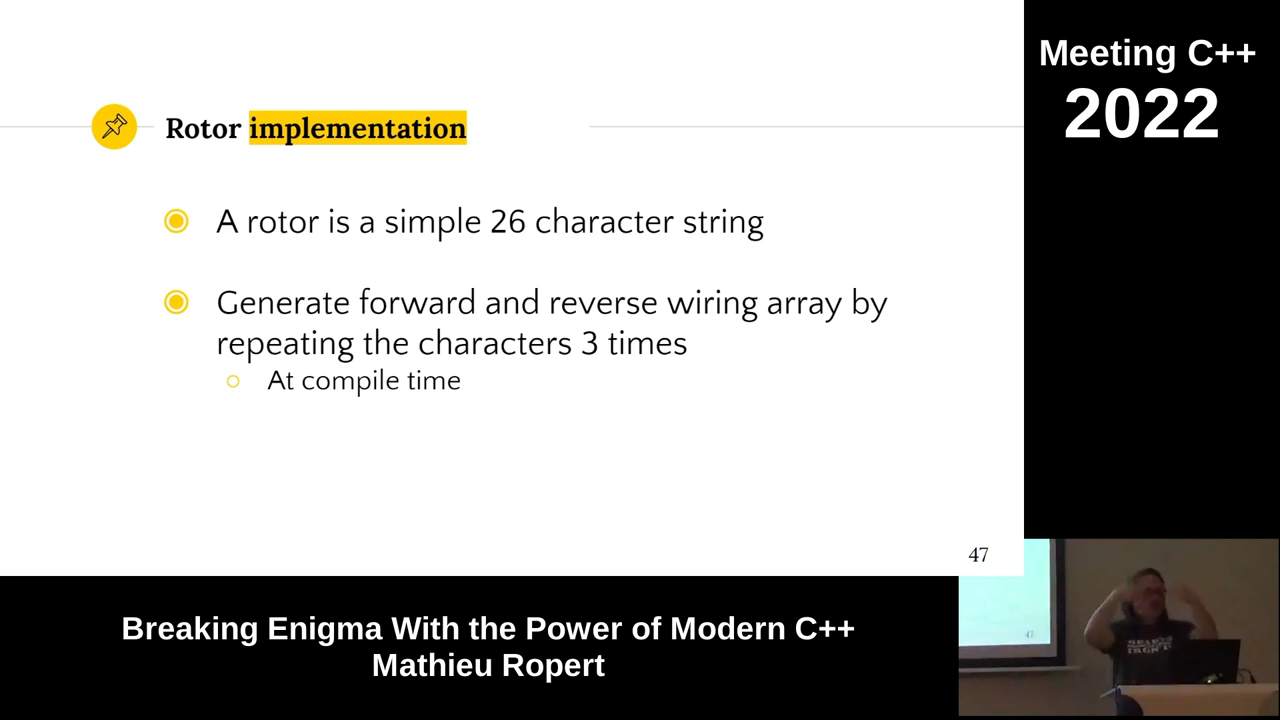 Meeting C++
2022
Rotor implementation
A rotor is a simple 26 character string
Generate forward and reverse wiring array by
repeating the characters 3 times
At compile time
47
47
Breaking Enigma With the Power of Modern C++
Mathieu Ropert